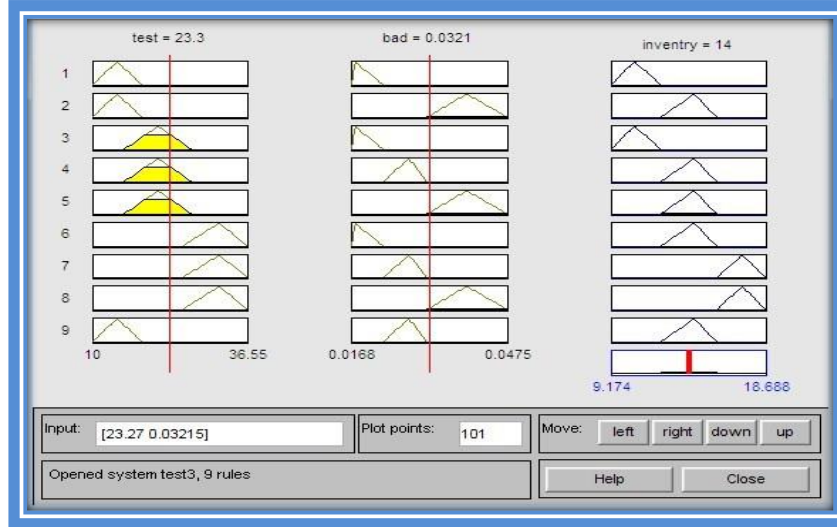 test = 23.3 bad = 0.0321 inventry = 14
1
2
3
4
5
6
7
8
9
10 36.55 0.0168 0.0475
9.174 18.688
Input: [23.27 0.03215] Plot points: 101 Move: left right down up
Opened system test3, 9 rules Help Close